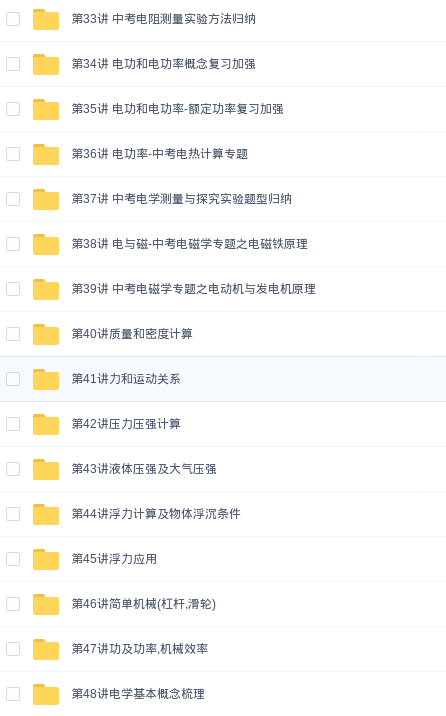 第33讲 中考电阻测量实验方法归纳
第34讲 电功和电功率概念复习加强
第35讲 电功和电功率-额定功率复习加强
第36讲 电功率-中考电热计算专题
第37讲 中考电学测量与探究实验题型归纳
第38讲 电与磁-中考电磁学专题之电磁铁原理
第39讲 中考电磁学专题之电动机与发电机原理
第40讲质量和密度计算
第41讲力和运动关系
第42讲压力压强计算
第43讲液体压强及大气压强
第44讲浮力计算及物体浮沉条件
第45讲浮力应用
第46讲简单机械(杠杆,滑轮)
第47讲功及功率,机械效率
第48讲电学基本概念梳理